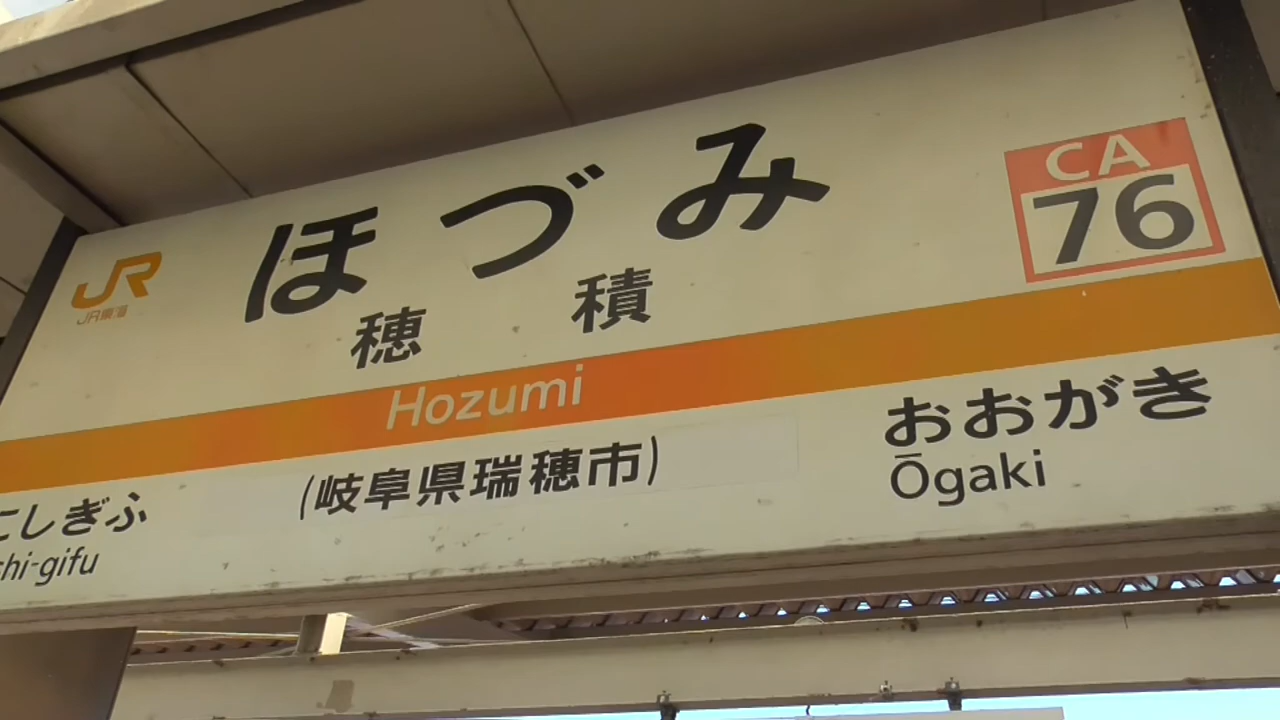 JR
JR東海
ほづみ
穂積
CA
76
Hozumi
(岐阜県瑞穂市)
にしぎふ
shi-gifu
おおがき
Ōgaki